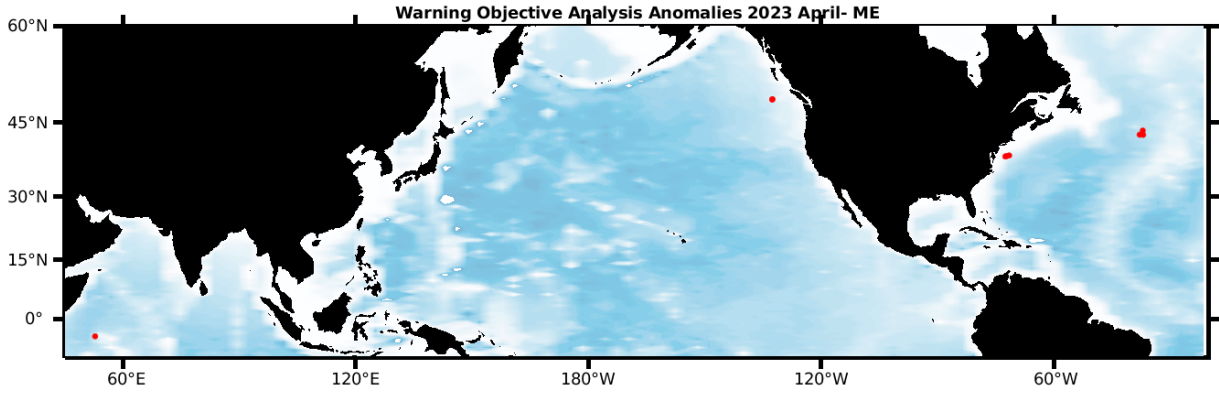 Warning Objective Analysis Anomalies 2023 April- ME
60°N
45°N
30°N
15°N
0°
60°E
120°E
180°W
120°W
60°W